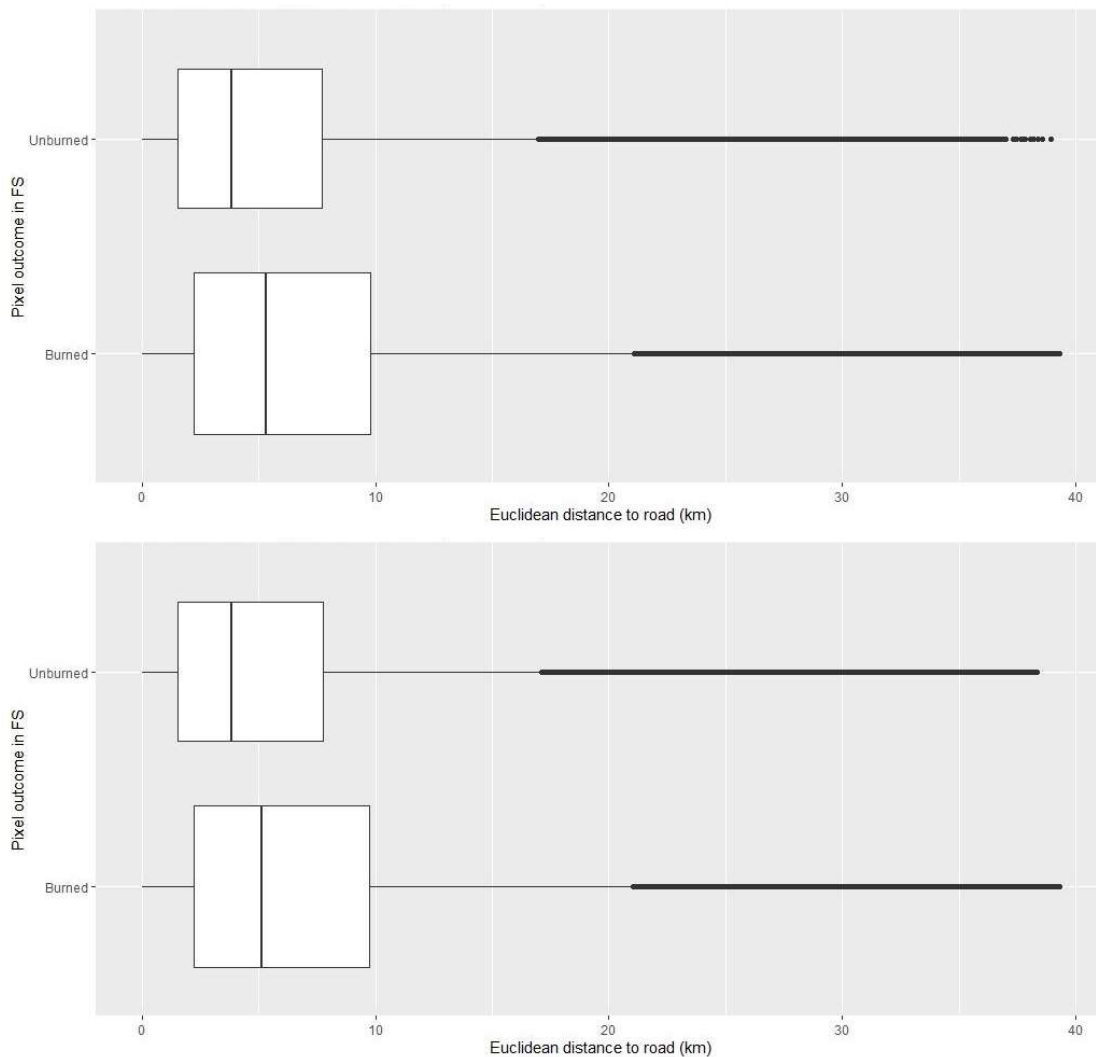 Pixel outcome in FS
Unburned
Burned
0 10 20 30 40
Euclidean distance to road (km)
Pixel outcome in FS
Unburned
Burned
0 10 20 30 40
Euclidean distance to road (km)